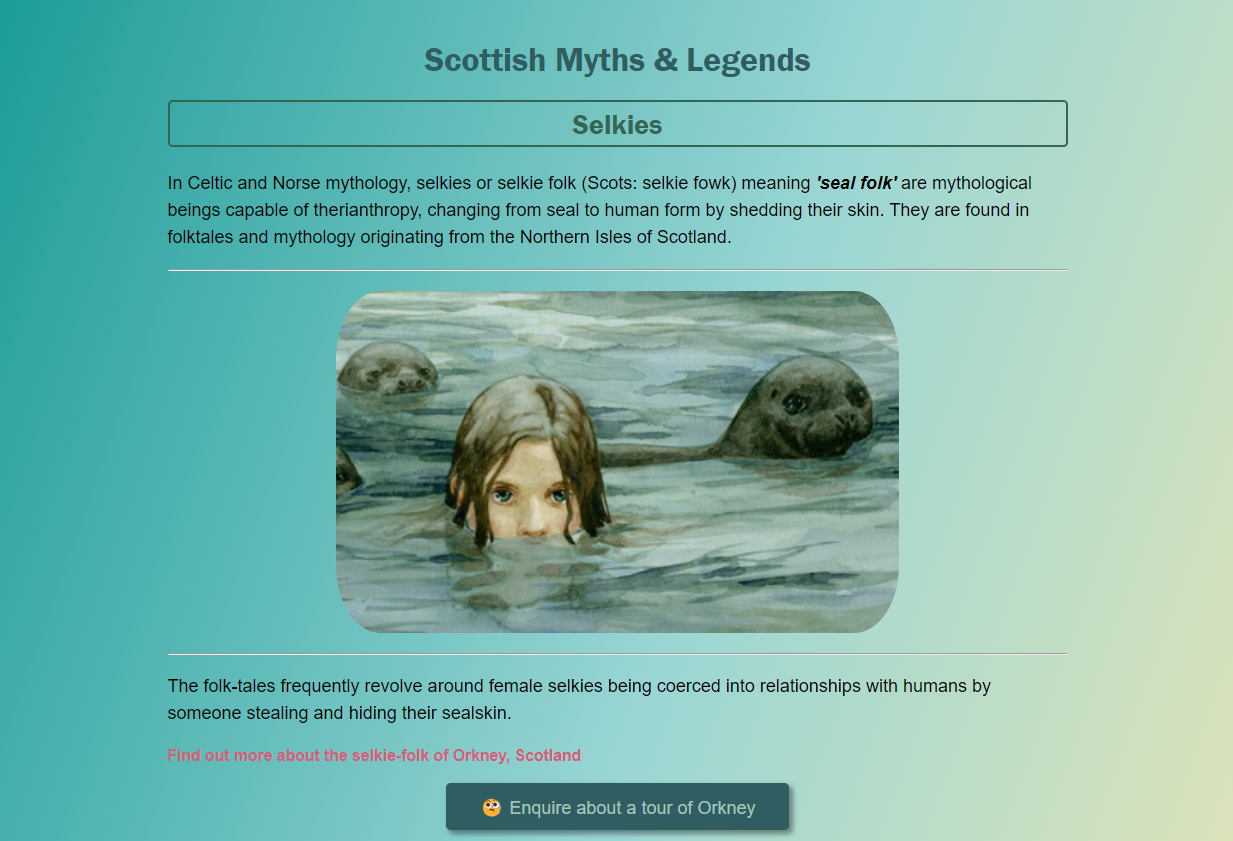 Scottish Myths & Legends
Selkies
In Celtic and Norse mythology, selkies or selkie folk (Scots: selkie fowk) meaning 'seal folk' are mythological
beings capable of therianthropy, changing from seal to human form by shedding their skin. They are found in
folktales and mythology originating from the Northern Isles of Scotland.
The folk-tales frequently revolve around female selkies being coerced into relationships with humans by
someone stealing and hiding their sealskin.
Find out more about the selkie-folk of Orkney, Scotland
🙄 Enquire about a tour of Orkney